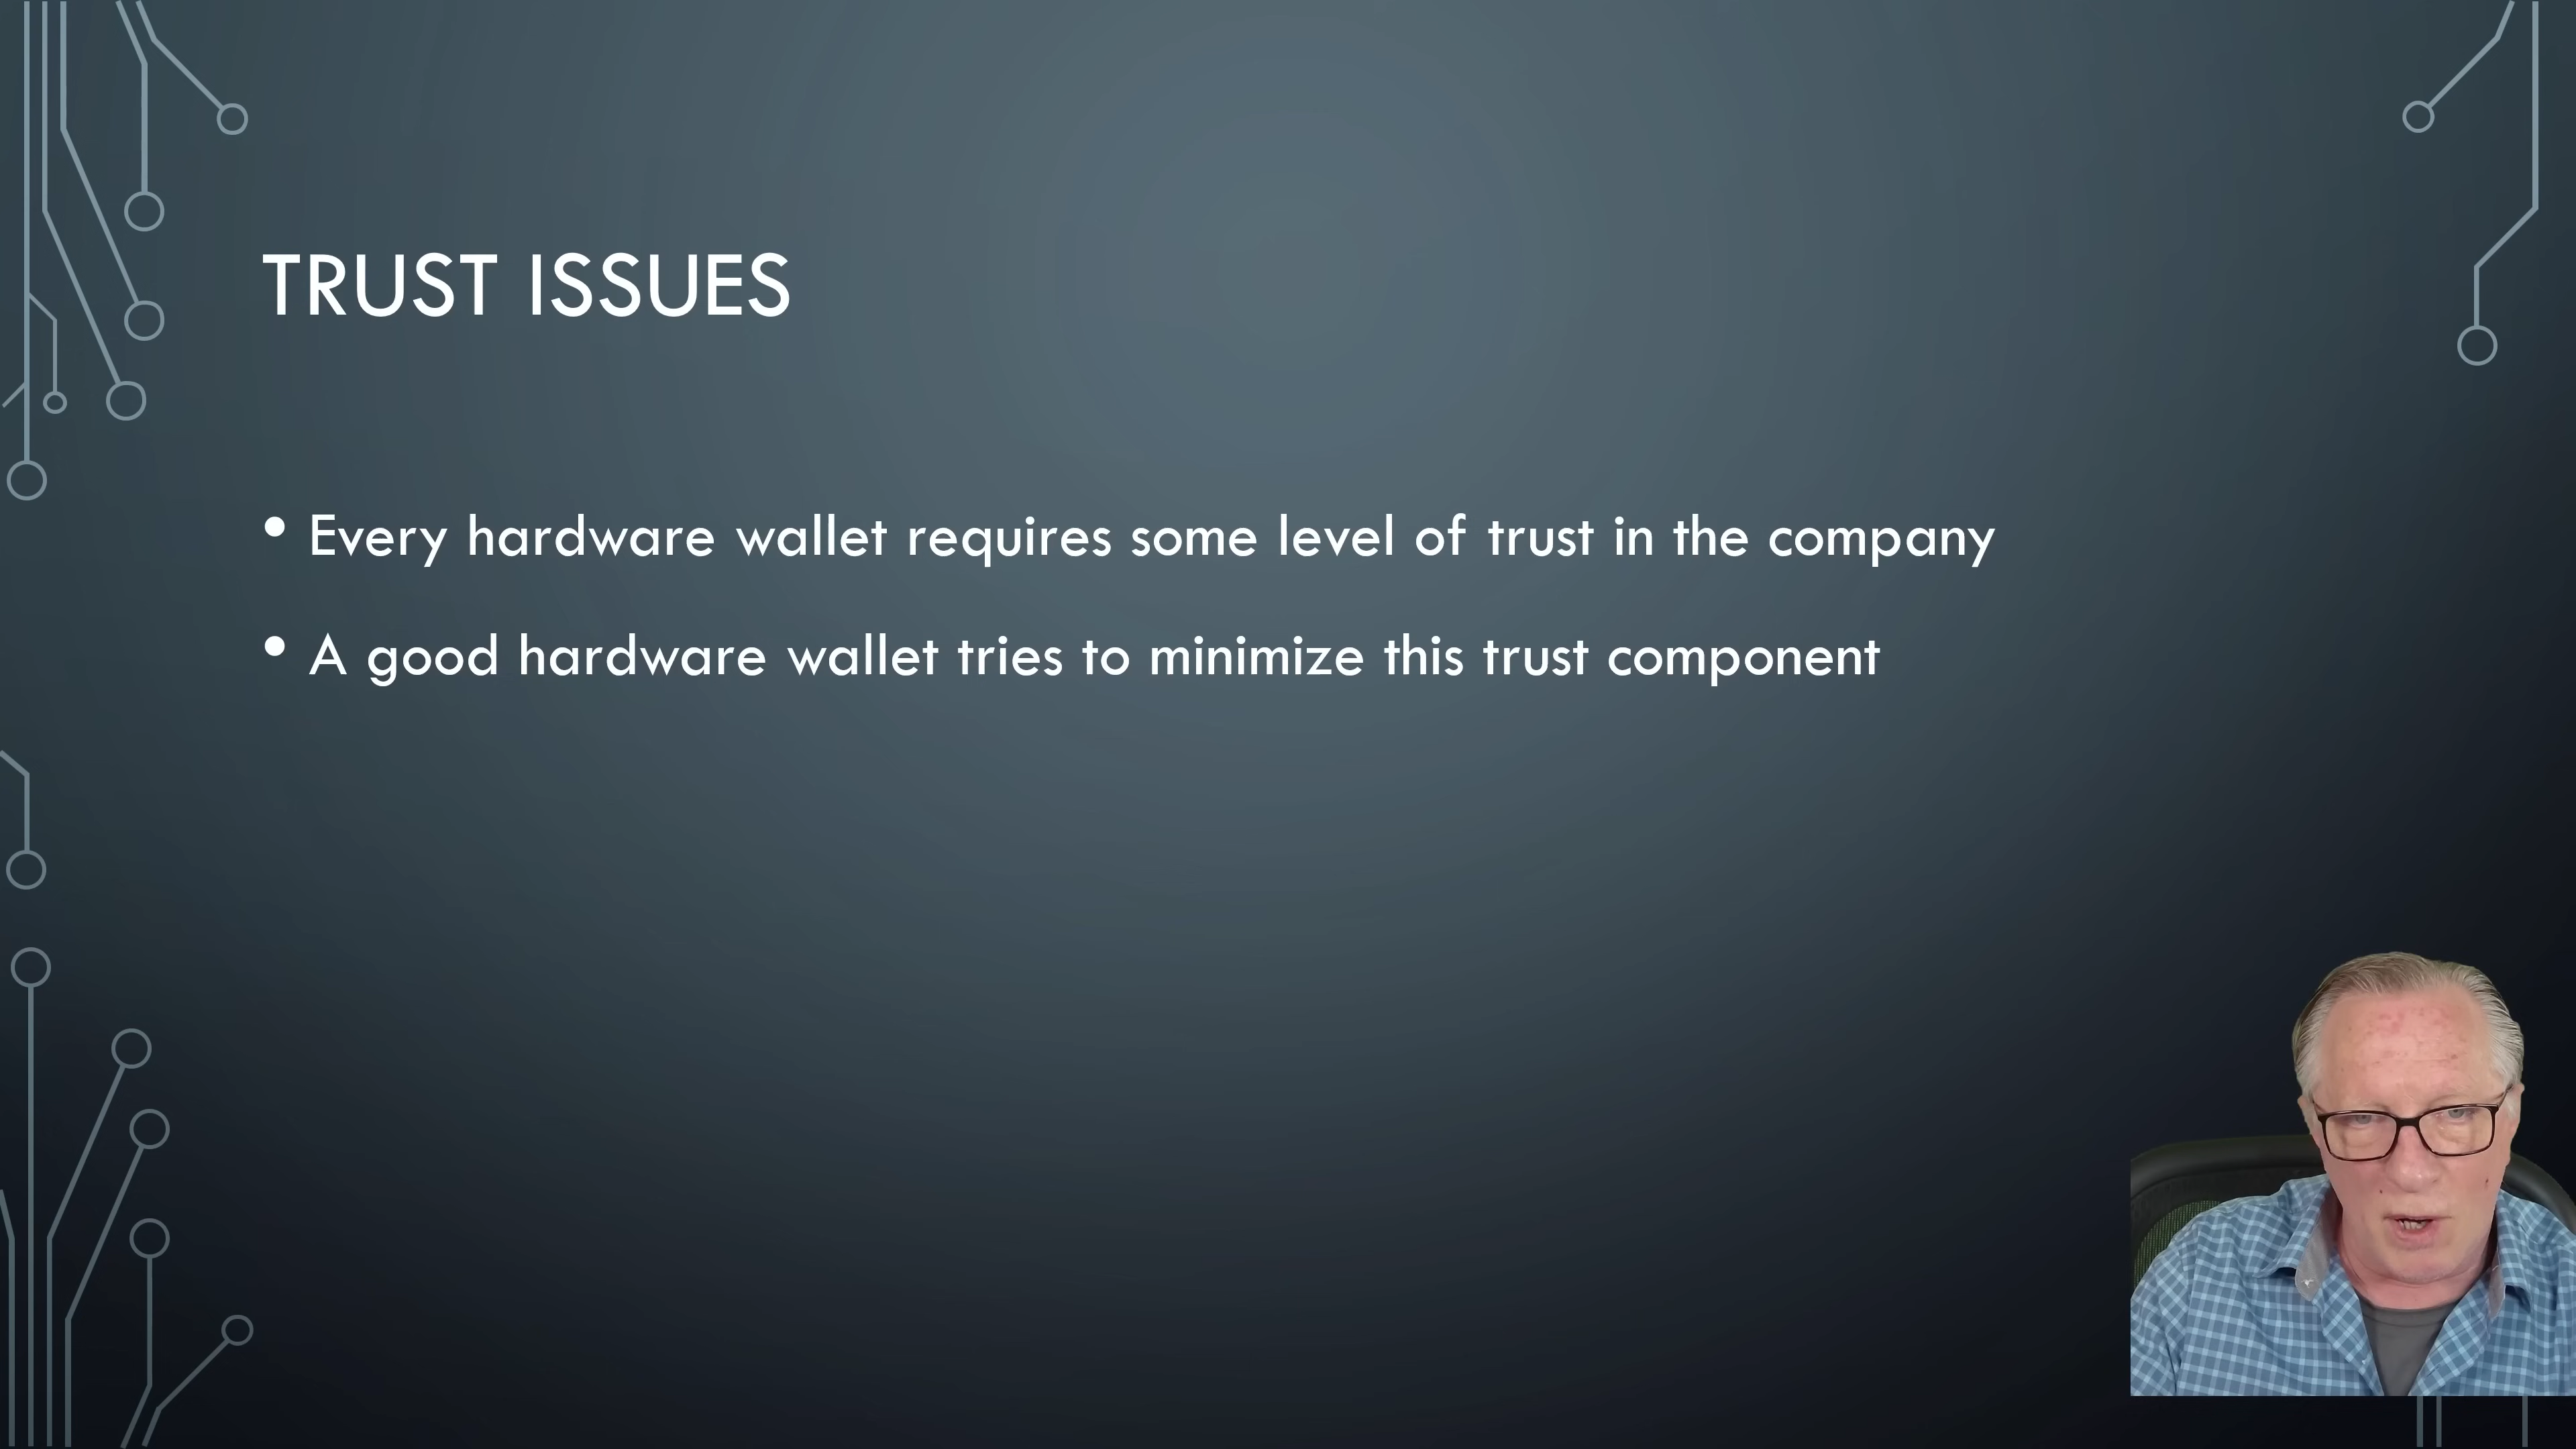 TRUST ISSUES
• Every hardware wallet requires some level of trust in the company
• A good hardware wallet tries to minimize this trust component